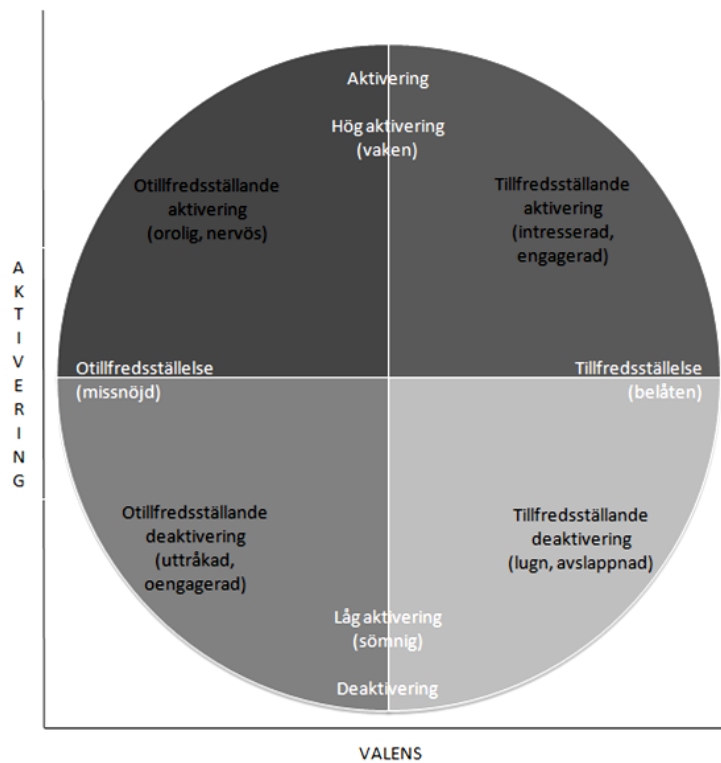 Aktivering
Hög aktivering
(vaken)
Otillfredsställande
aktivering
(orolig, nervös)
Tillfredsställande
aktivering
(intresserad,
engagerad)
AKTIVERING
Otillfredsställelse
(missnöjd)
Tillfredsställelse
(belåten)
Otillfredsställande
deaktivering
(uttråkad,
oengagerad)
Tillfredsställande
deaktivering
(lugn, avslappnad)
Låg aktivering
(sömnig)
Deaktivering
VALENS